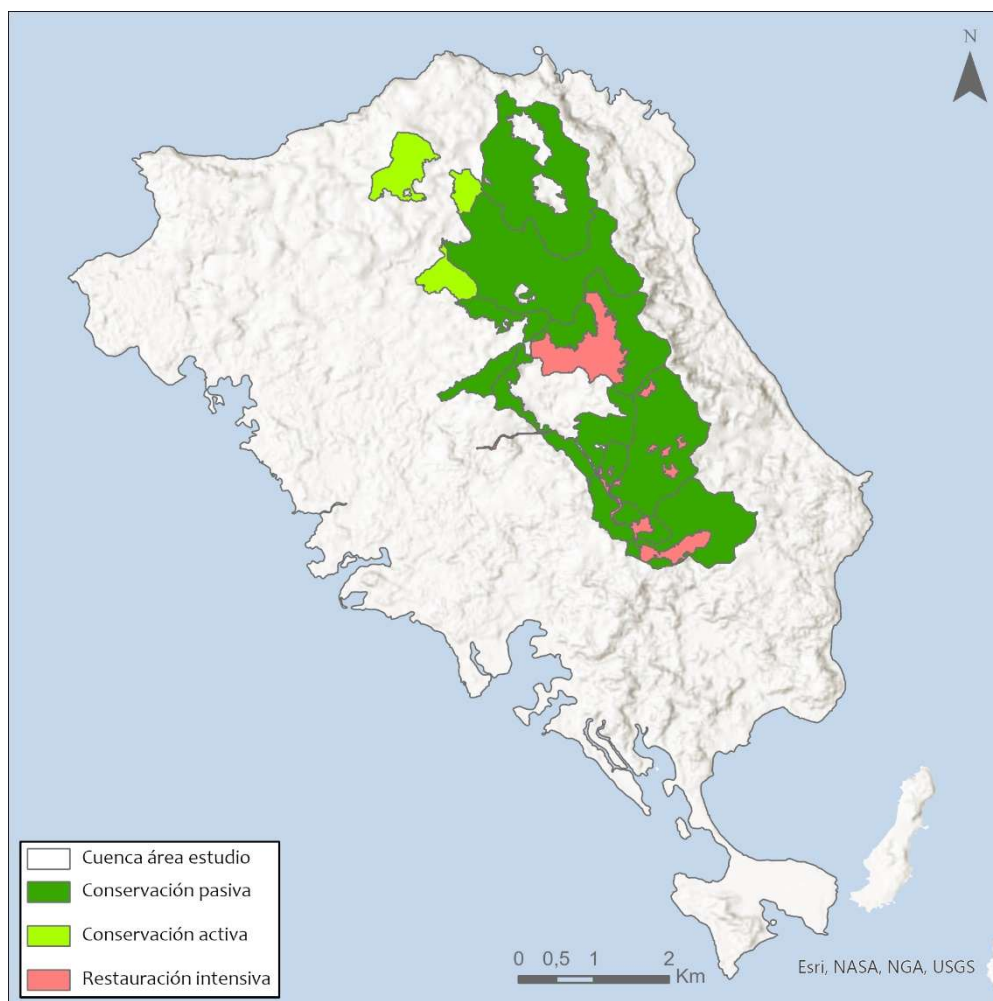 N
Cuenca área estudio
Conservación pasiva
Conservación activa
Restauración intensiva
0 0,5 1 2
Km
Esri, NASA, NGA, USGS